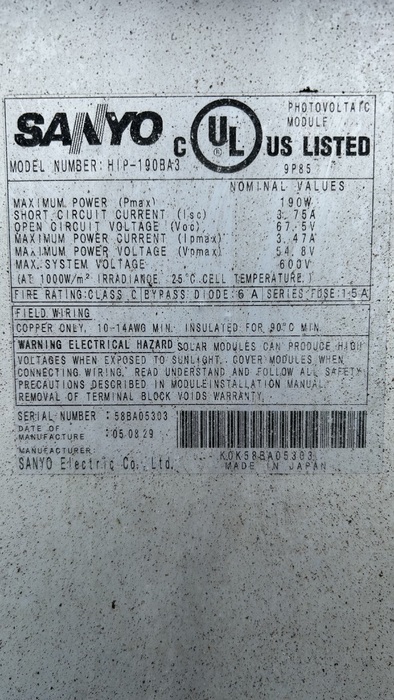 SANYO
C UL US LISTED
PHOTOVOLTAIC
MODULE
MODEL NUMBER: HIP-190BA3
9P85
NOMINAL VALUES
MAXIMUM POWER (Pmax) 190W
SHORT CIRCUIT CURRENT (Isc) 3.75A
OPEN CIRCUIT VOLTAGE (Voc) 67.5V
MAXIMUM POWER CURRENT (Ipmax) 3.47A
MAXIMUM POWER VOLTAGE (Vpmax) 54.8V
MAX. SYSTEM VOLTAGE 600V
(AT 1000W/m² IRRADIANCE, 25°C CELL TEMPERATURE)
FIRE RATING:CLASS C BYPASS DIODE:6 A SERIES FUSE:15A
FIELD WIRING
COPPER ONLY, 10-14AWG MIN. INSULATED FOR 90°C MIN.
WARNING ELECTRICAL HAZARD SOLAR MODULES CAN PRODUCE HIGH
VOLTAGES WHEN EXPOSED TO SUNLIGHT. COVER MODULES WHEN
CONNECTING WIRING. READ UNDERSTAND AND FOLLOW ALL SAFETY
PRECAUTIONS DESCRIBED IN MODULE INSTALLATION MANUAL.
REMOVAL OF TERMINAL BLOCK VOIDS WARRANTY.
SERIAL NUMBER :58BA05303
DATE OF
MANUFACTURE :05.08.29
MANUFACTURER:
SANYO Electric Co., Ltd.
K0K58BA05303
MADE IN JAPAN